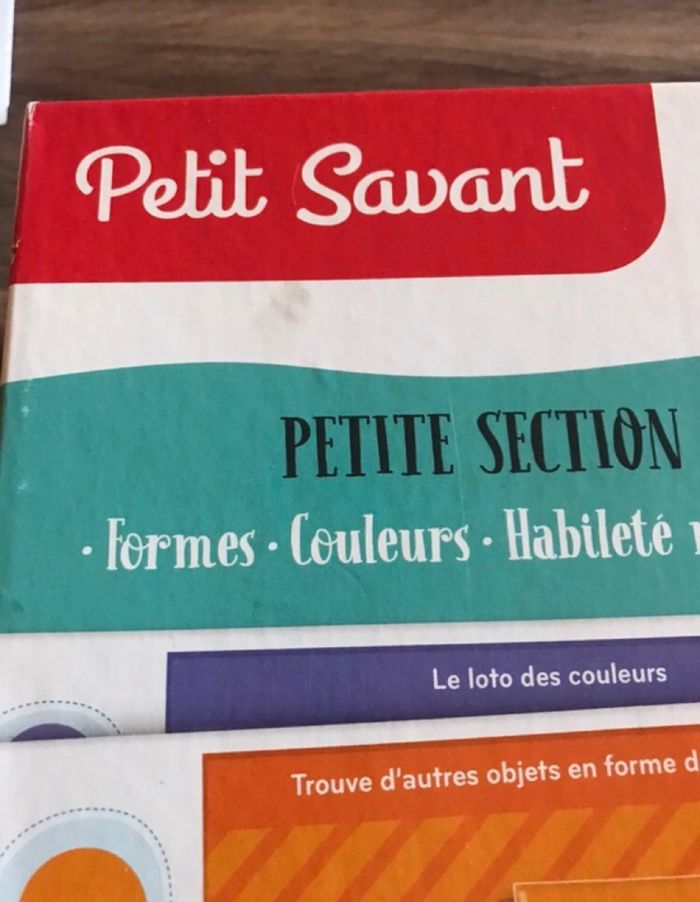 Petit Savant
PETITE SECTION
· Formes · Couleurs · Habileté
Le loto des couleurs
Trouve d'autres objets en forme